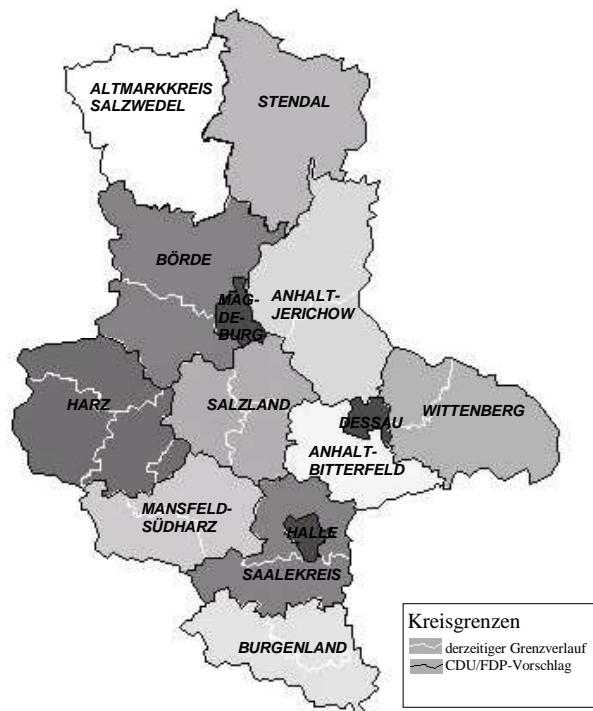 ALTMARKKREIS
SALZWEDEL
STENDAL
BÖRDE
MAG-
DE-
BURG
ANHALT-
JERICHOW
HARZ
SALZLAND
DESSAU
WITTENBERG
ANHALT-
BITTERFELD
MANSFELD-
SÜDHARZ
HALLE
SAALEKREIS
BURGENLAND
Kreisgrenzen
derzeitiger Grenzverlauf
CDU/FDP-Vorschlag